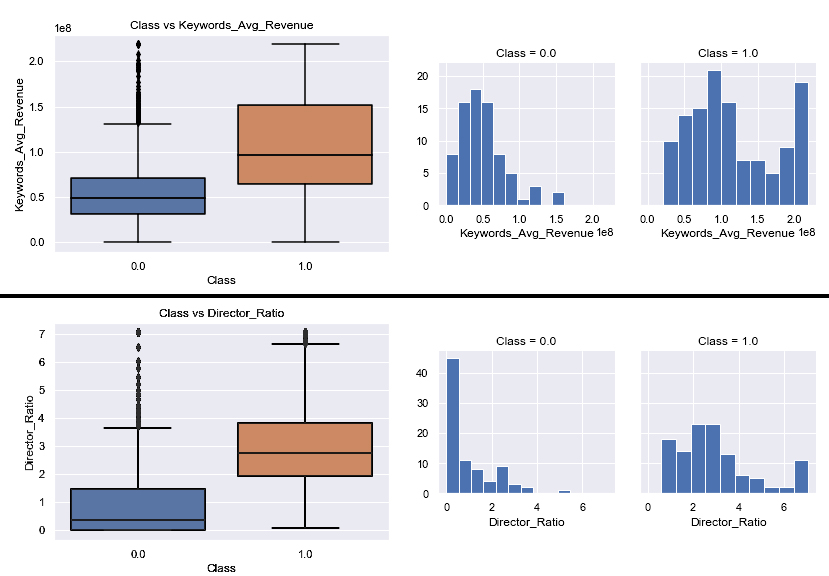 Class vs Keywords_Avg_Revenue
1e8
2.0
1.5
1.0
0.5
0.0
Keywords_Avg_Revenue
0.0 1.0
Class
Class = 0.0
20
15
10
5
0
0.0 0.5 1.0 1.5 2.0
Keywords_Avg_Revenue 1e8
Class = 1.0
0.0 0.5 1.0 1.5 2.0
Keywords_Avg_Revenue 1e8
Class vs Director_Ratio
7
6
5
4
3
2
1
0
Director_Ratio
0.0 1.0
Class
Class = 0.0
40
30
20
10
0
0 2 4 6
Director_Ratio
Class = 1.0
0 2 4 6
Director_Ratio